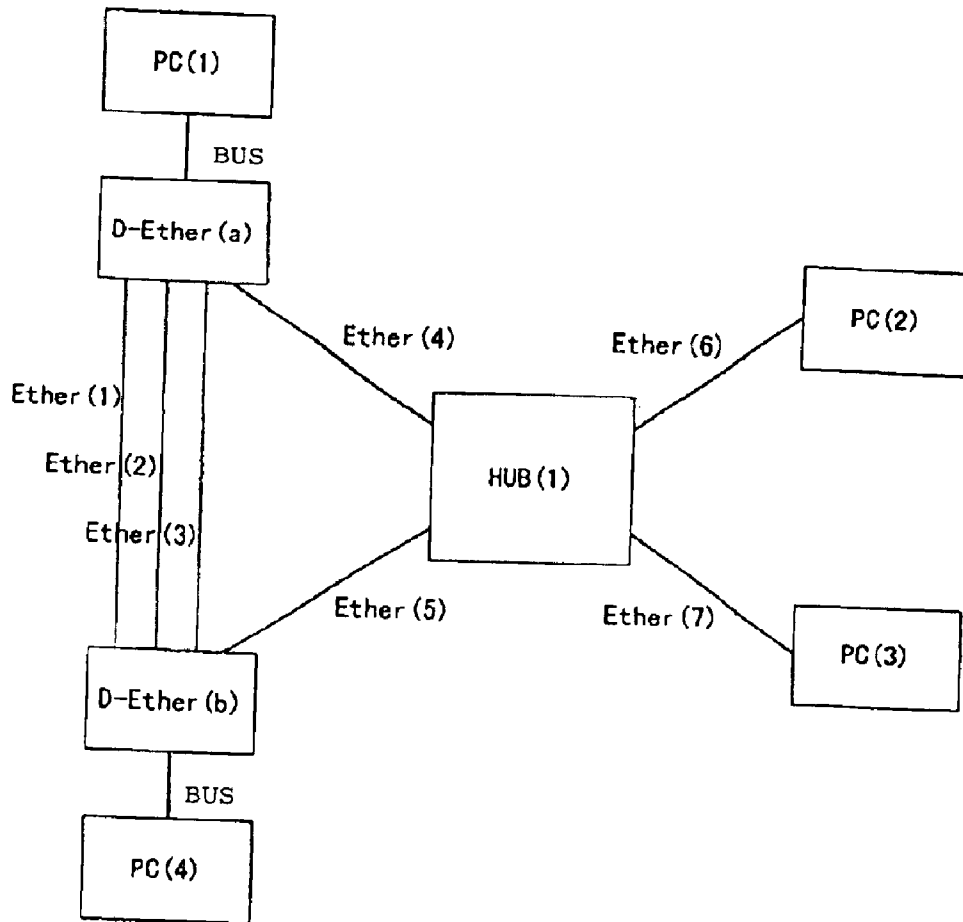 PC(1)
BUS
D-Ether(a)
Ether(4)
Ether(6)
PC(2)
Ether(1)
Ether(2)
HUB(1)
Ether(3)
Ether(5)
Ether(7)
PC(3)
D-Ether(b)
BUS
PC(4)